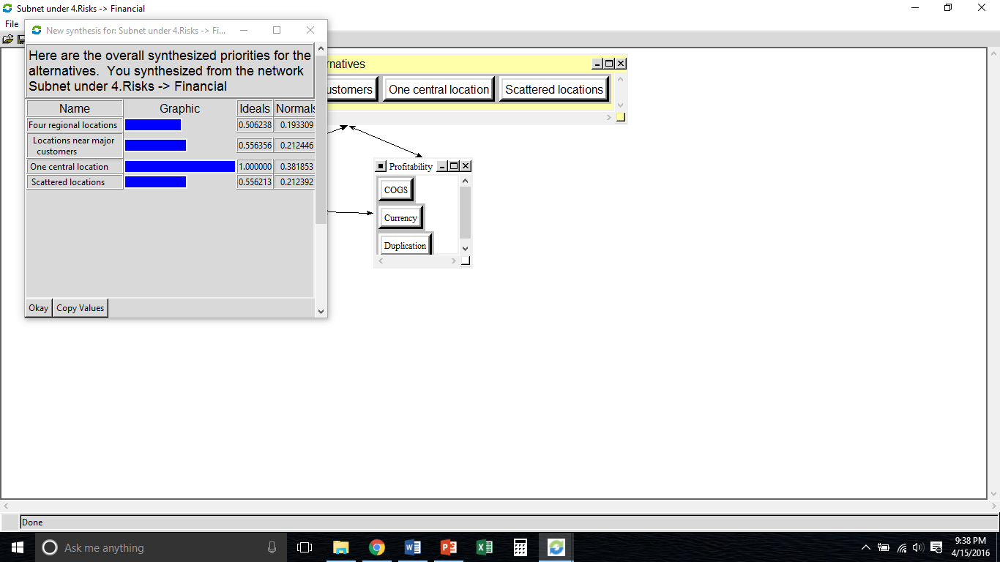 Subnet under 4.Risks -> Financial
File
New synthesis for: Subnet under 4.Risks -> Fi...
Here are the overall synthesized priorities for the
alternatives. You synthesized from the network
Subnet under 4.Risks -> Financial
Name Graphic Ideals Normals
Four regional locations 0.506238 0.193309
Locations near major
customers 0.556356 0.212446
One central location 1.000000 0.381853
Scattered locations 0.556213 0.212392
Okay Copy Values
rnatives
ustomers One central location Scattered locations
Profitability
COGS
Currency
Duplication
Done
Ask me anything
9:38 PM
4/15/2016